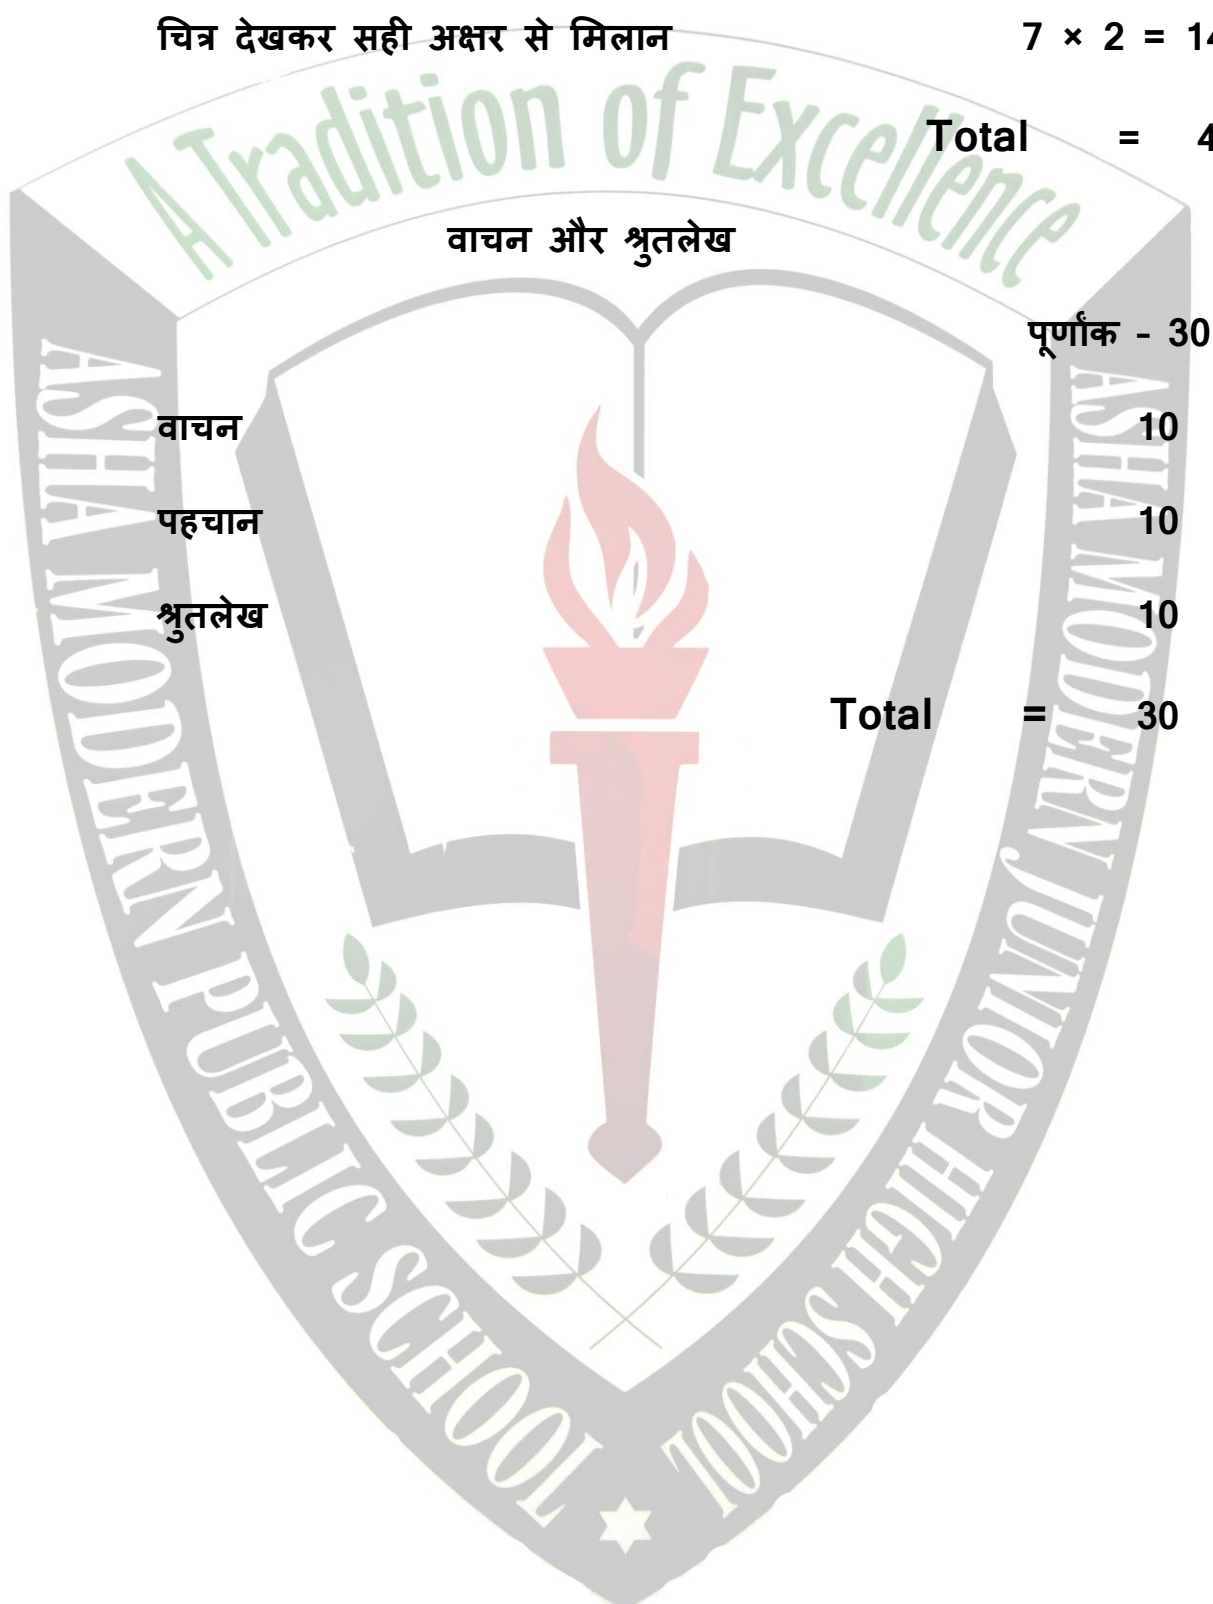 चित्र देखकर सही अक्षर से मिलान 7 × 2 = 14
A Tradition of Excellence
Total = 4
वाचन और श्रुतलेख
पूर्णांक - 30
वाचन 10
पहचान 10
श्रुतलेख 10
Total = 30
ASHA MODERN PUBLIC SCHOOL
ASHA MODERN JUNIOR HIGH SCHOOL